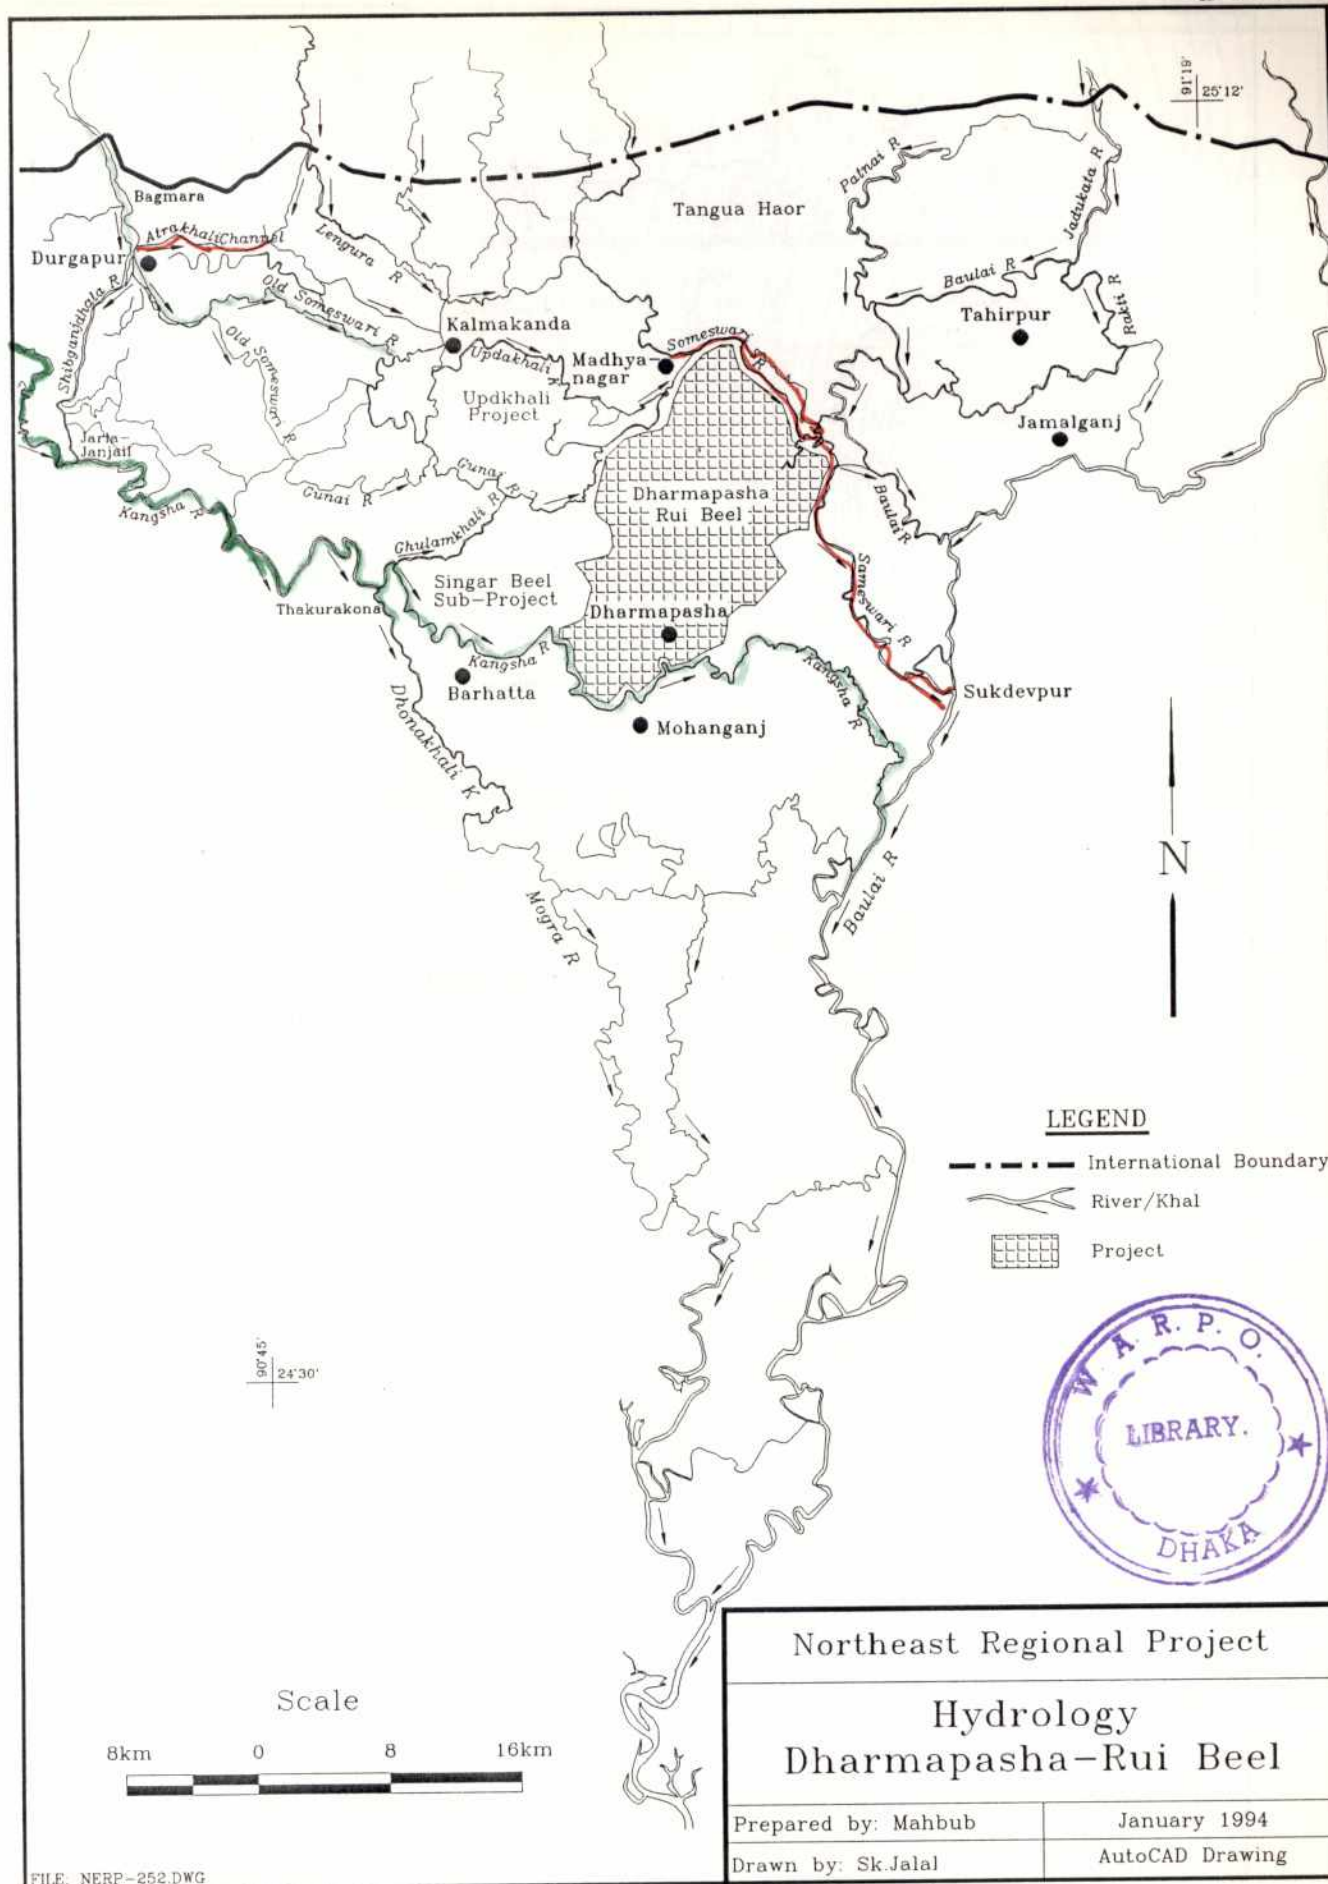 91°19'
25°12'
Bagmara
Patnai R
Tangua Haor
Jadukata R
Atrakhali Channel
Lengura R
Durgapur
Baulai R
Rakti R
Old Someswari R
Shibganjdhala R
Old Someswari R
Kalmakanda
Tahirpur
Someswari R
Updakhali R
Madhya-
nagar
Updkhali
Project
Jamalganj
Jaria-
Janjail
Gunai R
Gunai R
Dharmapasha
Rui Beel
Baulai R
Kangsha R
Ghulamkhali R
Singar Beel
Sub-Project
Sameswari R
Thakurakona
Dharmapasha
Kangsha R
Kangsha R
Barhatta
Sukdevpur
Dhonakhali K
Mohanganj
N
Mogra R
Baulai R
LEGEND
International Boundary
River/Khal
Project
90°45'
24°30'
W. A. R. P. O.
LIBRARY.
DHAKA
Northeast Regional Project
Scale
8km 0 8 16km
Hydrology
Dharmapasha-Rui Beel
Prepared by: Mahbub
January 1994
Drawn by: Sk.Jalal
AutoCAD Drawing
FILE: NERP-252.DWG